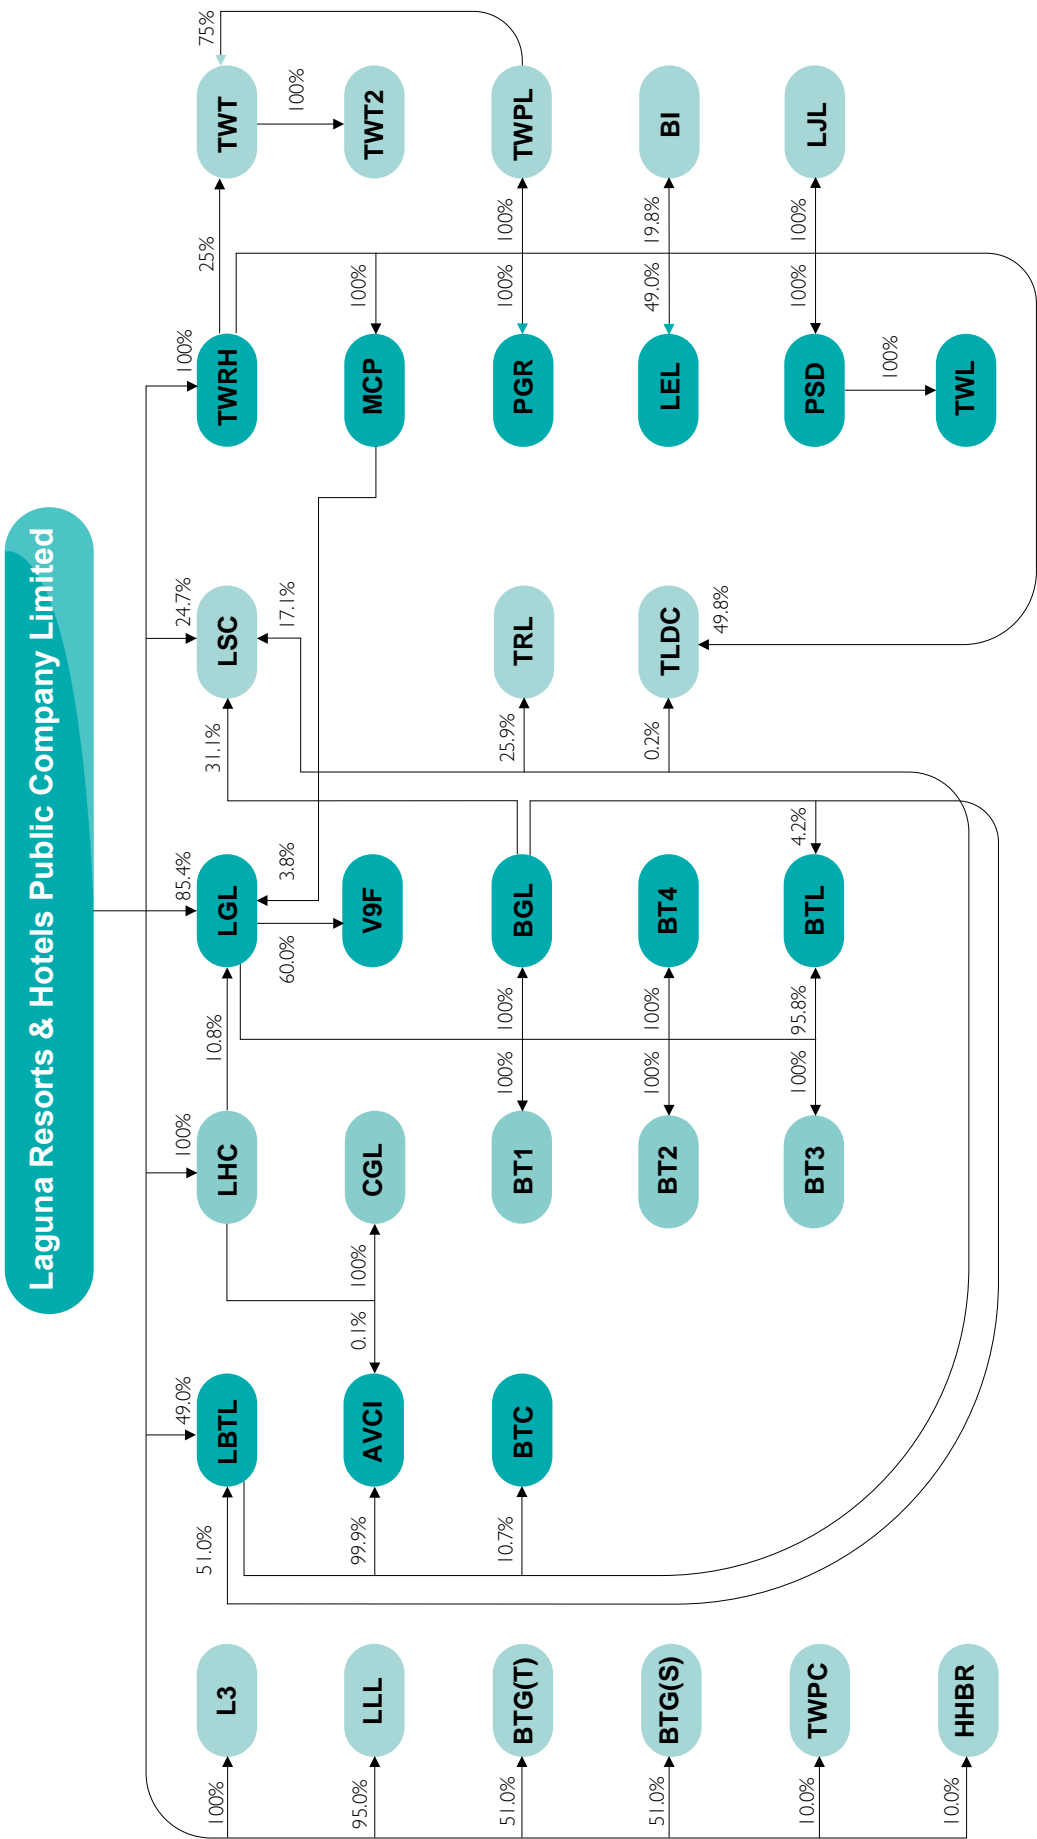 Laguna Resorts & Hotels Public Company Limited
100%
L3
95.0%
LLL
51.0%
BTG(T)
51.0%
BTG(S)
10.0%
TWPC
10.0%
HHBR
49.0%
51.0%
LBTL
99.9%
AVCI
0.1%
10.7%
BTC
100%
LHC
10.8%
100%
CGL
BT1
100%
100%
BT2
100%
100%
BT3
100%
95.8%
85.4%
LGL
3.8%
60.0%
V9F
BGL
BT4
BTL
4.2%
24.7%
31.1%
LSC
17.1%
25.9%
TRL
0.2%
TLDC
49.8%
100%
TWRH
25%
MCP
100%
PGR
100%
100%
LEL
49.0%
19.8%
PSD
100%
100%
100%
TWL
75%
TWT
100%
TWT2
TWPL
BI
LJL